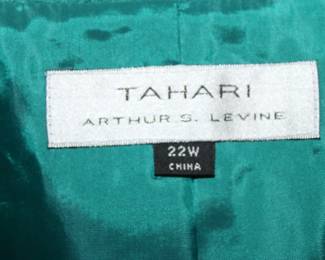 TAHARI
ARTHUR S. LEVINE
22W
CHINA